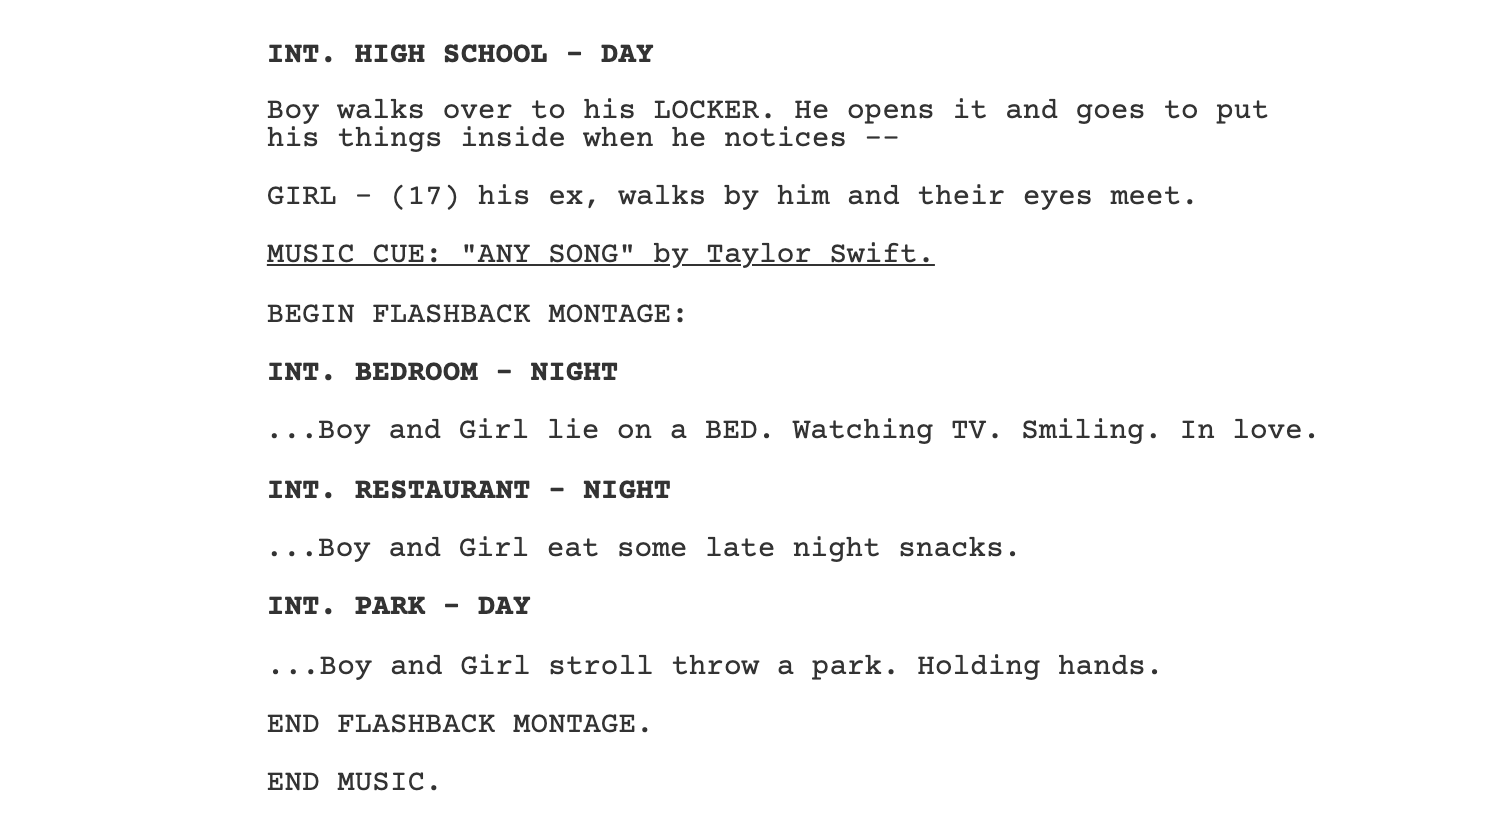 INT. HIGH SCHOOL - DAY
Boy walks over to his LOCKER. He opens it and goes to put
his things inside when he notices --
GIRL - (17) his ex, walks by him and their eyes meet.
MUSIC CUE: "ANY SONG" by Taylor Swift.
BEGIN FLASHBACK MONTAGE:
INT. BEDROOM - NIGHT
...Boy and Girl lie on a BED. Watching TV. Smiling. In love.
INT. RESTAURANT - NIGHT
...Boy and Girl eat some late night snacks.
INT. PARK - DAY
...Boy and Girl stroll throw a park. Holding hands.
END FLASHBACK MONTAGE.
END MUSIC.